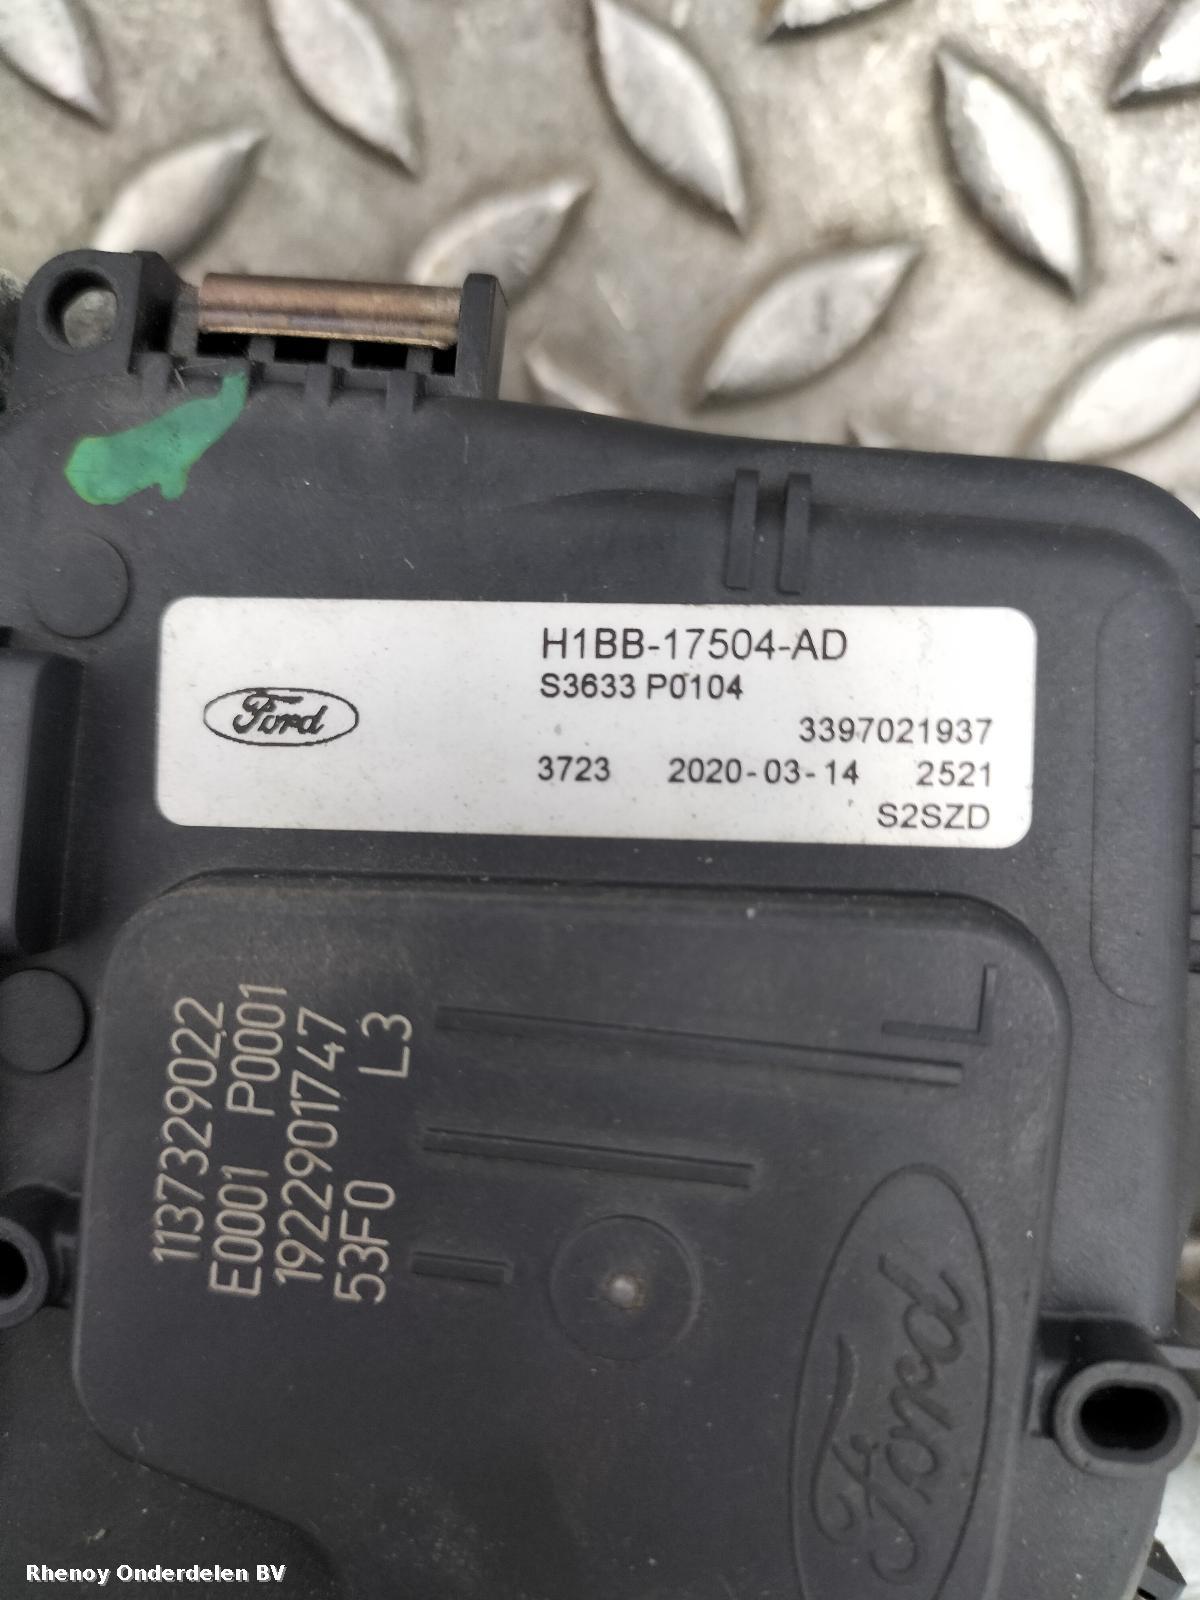 H1BB-17504-AD
S3633 P0104
Ford
3397021937
3723 2020-03-14 2521
S2SZD
1137329022
E0001 P0001
1922901747
53F0 L3
L
Ford
Rhenoy Onderdelen BV